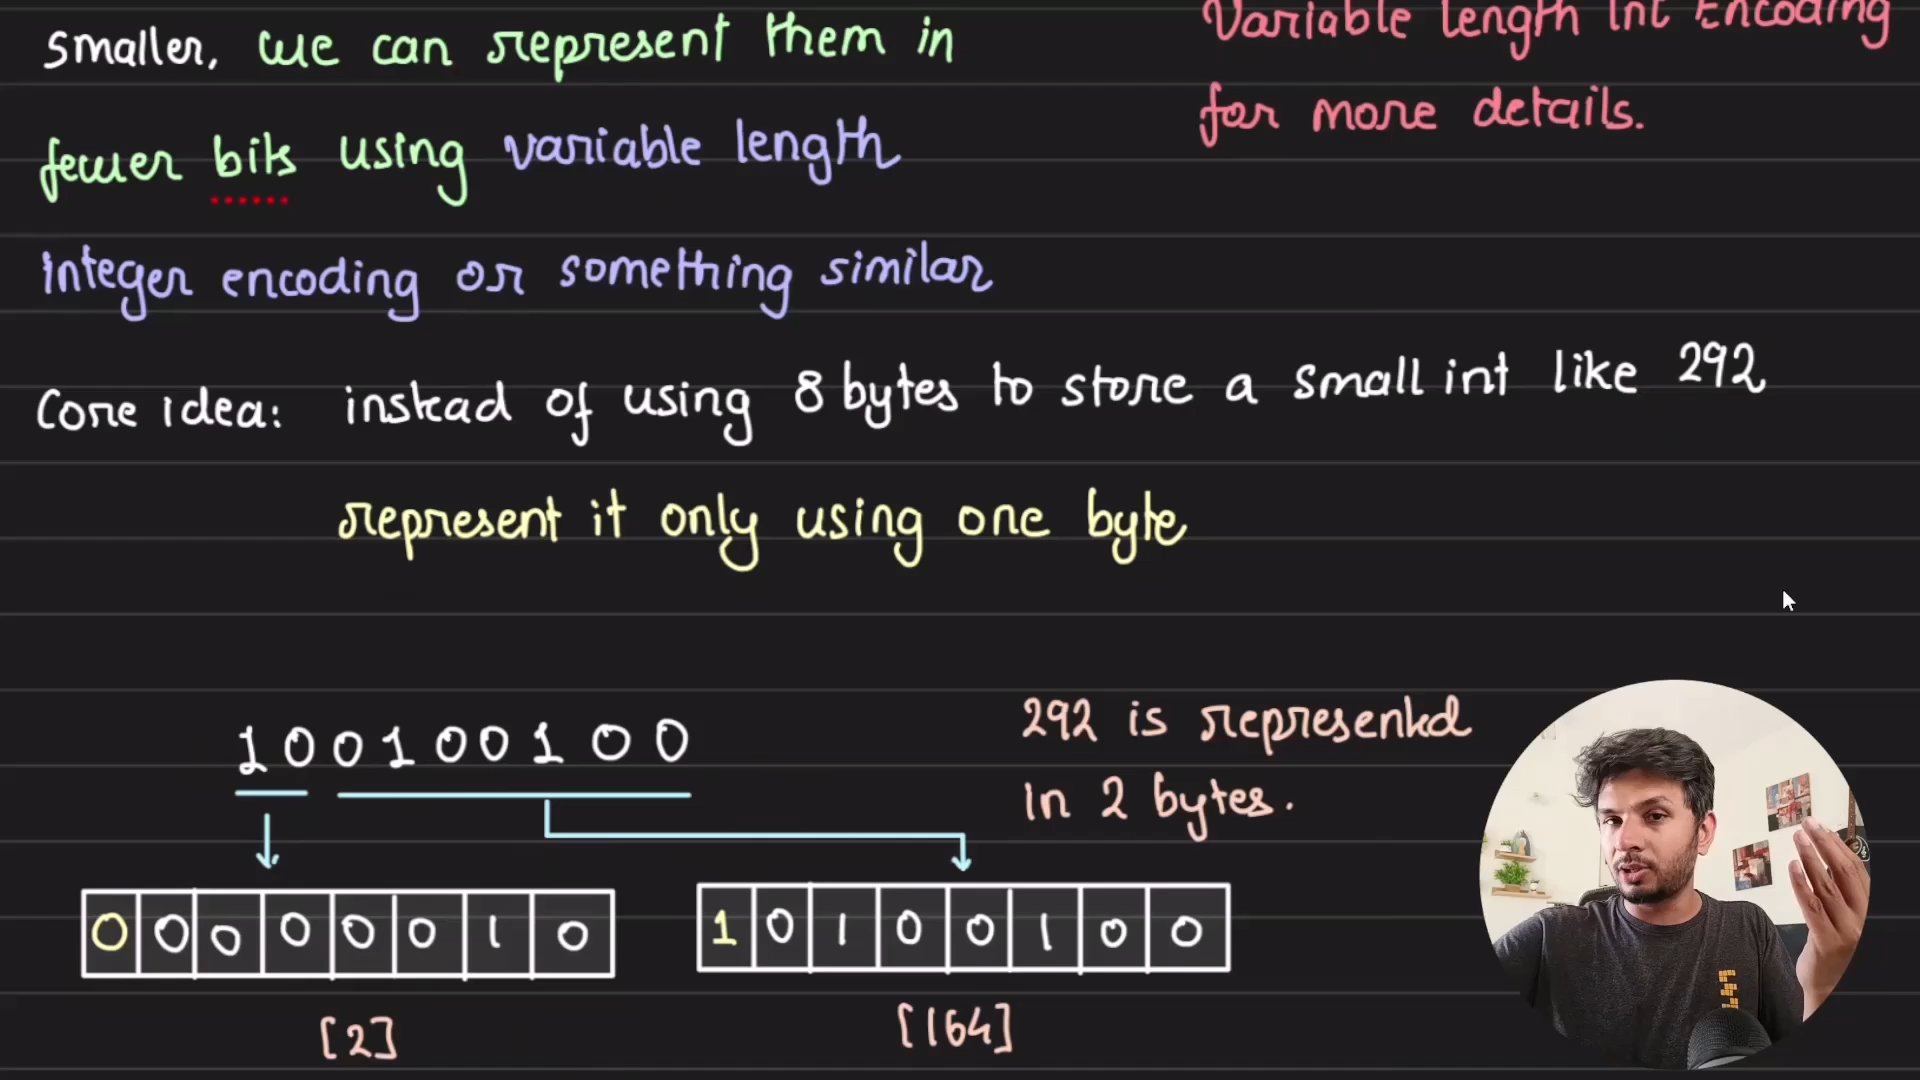 smaller, we can represent them in
fewer bits using variable length
Integer encoding or something similar
Variable length Int Encoding
for more details.
Core idea: instead of using 8 bytes to store a small int like 292
represent it only using one byte
1 0 0 1 0 0 1 0 0
292 is represented
in 2 bytes.
0 0 0 0 0 0 1 0
1 0 1 0 0 1 0 0
[2]
[164]